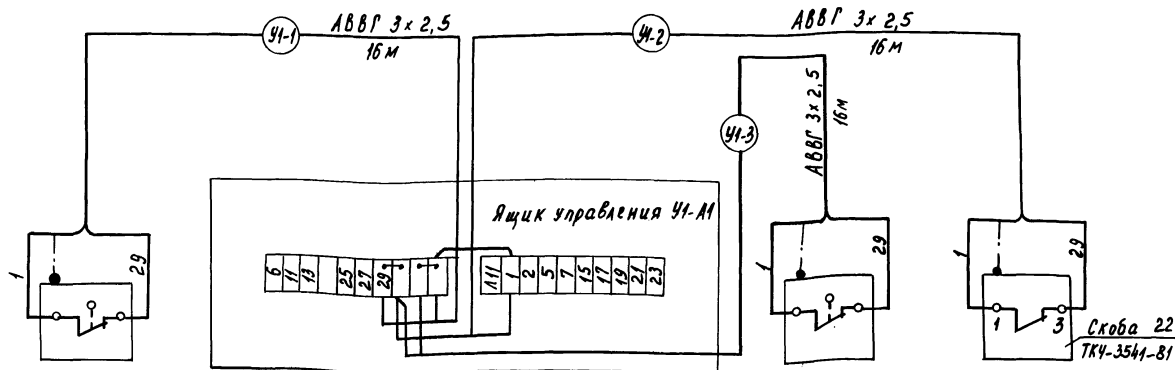 У1-1
АВВГ 3х2,5
16м
У1-2
АВВГ 3х2,5
16м
У1-3
АВВГ 3х2,5
16м
Ящик управления У1-А1
6 11 13 25 27 29
Л11 1 2 5 7 15 17 19 21 23
1
29
1
29
1
29
1
3
Скоба 22
ТКЧ-3541-81